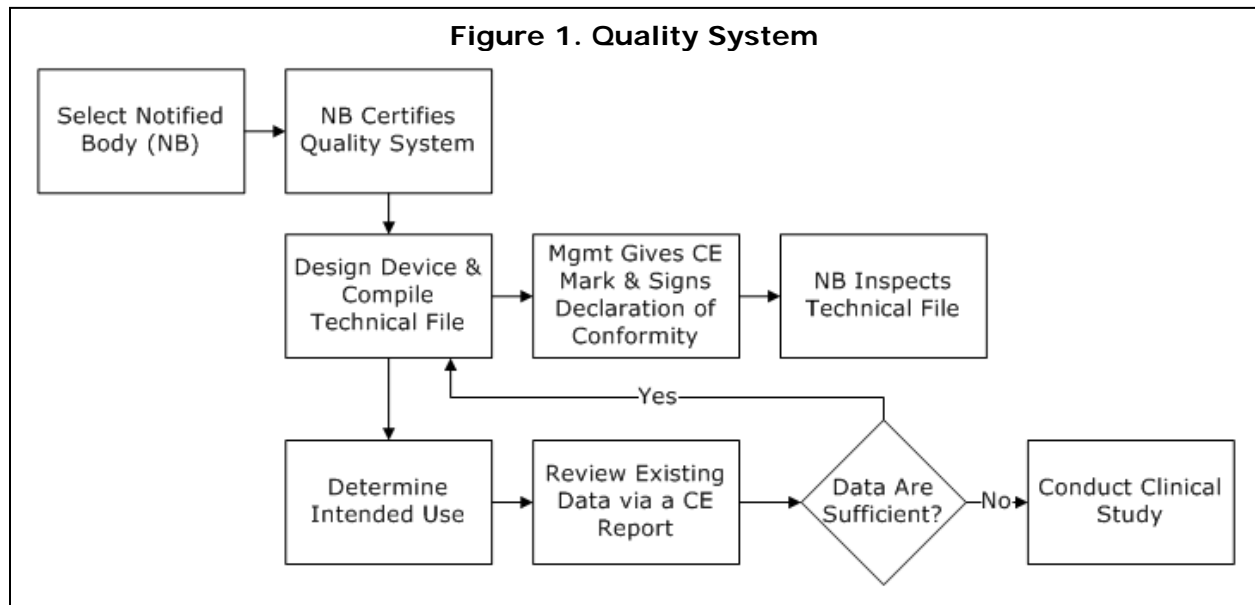 Figure 1. Quality System
Select Notified
Body (NB)
NB Certifies
Quality System
Design Device &
Compile
Technical File
Mgmt Gives CE
Mark & Signs
Declaration of
Conformity
NB Inspects
Technical File
Yes
Determine
Intended Use
Review Existing
Data via a CE
Report
Data Are
Sufficient?
No
Conduct Clinical
Study